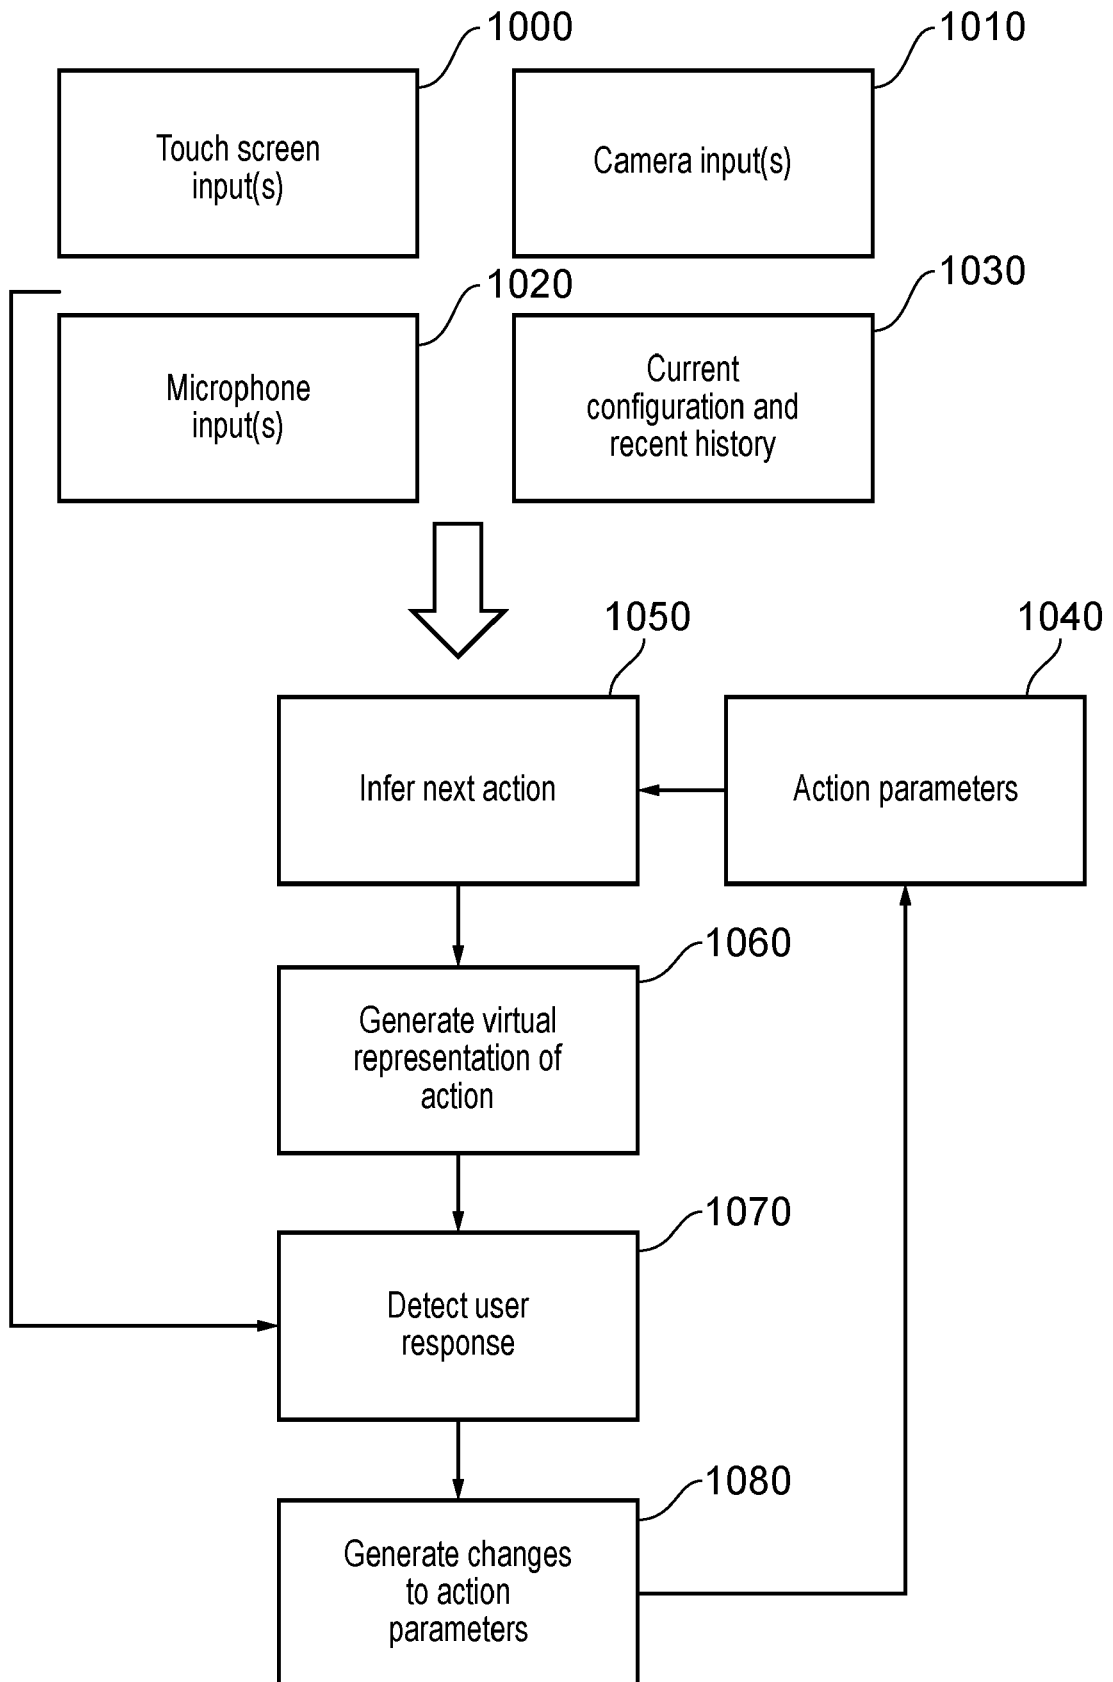 1000
1010
Touch screen
input(s)
Camera input(s)
1020
1030
Microphone
input(s)
Current
configuration and
recent history
1050
1040
Infer next action
Action parameters
1060
Generate virtual
representation of
action
1070
Detect user
response
1080
Generate changes
to action
parameters